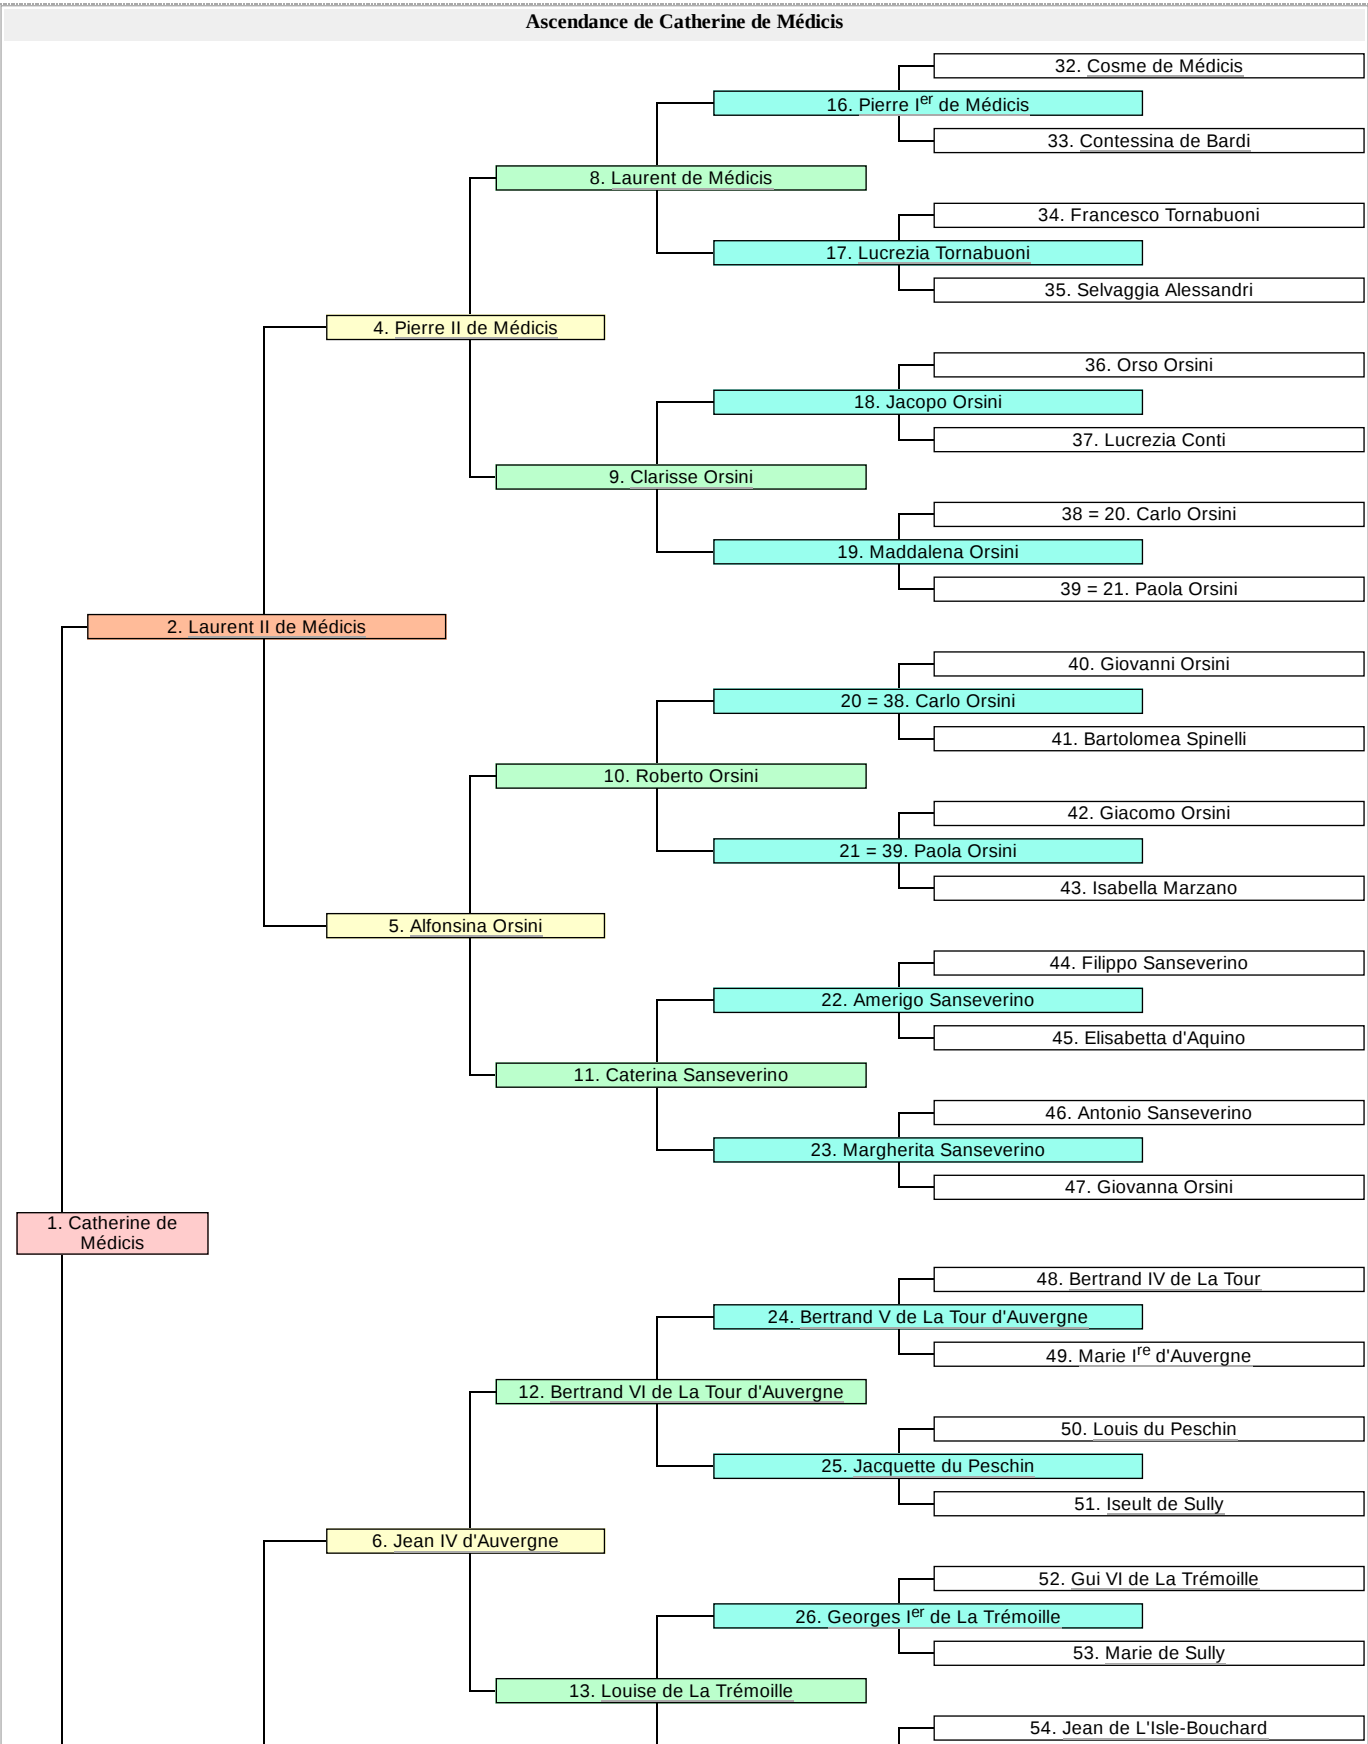 Ascendance de Catherine de Médicis
32. Cosme de Médicis
16. Pierre Ier de Médicis
33. Contessina de Bardi
8. Laurent de Médicis
34. Francesco Tornabuoni
17. Lucrezia Tornabuoni
35. Selvaggia Alessandri
4. Pierre II de Médicis
36. Orso Orsini
18. Jacopo Orsini
37. Lucrezia Conti
9. Clarisse Orsini
38 = 20. Carlo Orsini
19. Maddalena Orsini
39 = 21. Paola Orsini
2. Laurent II de Médicis
40. Giovanni Orsini
20 = 38. Carlo Orsini
41. Bartolomea Spinelli
10. Roberto Orsini
42. Giacomo Orsini
21 = 39. Paola Orsini
43. Isabella Marzano
5. Alfonsina Orsini
44. Filippo Sanseverino
22. Amerigo Sanseverino
45. Elisabetta d'Aquino
11. Caterina Sanseverino
46. Antonio Sanseverino
23. Margherita Sanseverino
47. Giovanna Orsini
1. Catherine de
Médicis
48. Bertrand IV de La Tour
24. Bertrand V de La Tour d'Auvergne
49. Marie Ire d'Auvergne
12. Bertrand VI de La Tour d'Auvergne
50. Louis du Peschin
25. Jacquette du Peschin
51. Iseult de Sully
6. Jean IV d'Auvergne
52. Gui VI de La Trémoille
26. Georges Ier de La Trémoille
53. Marie de Sully
13. Louise de La Trémoille
54. Jean de L'Isle-Bouchard